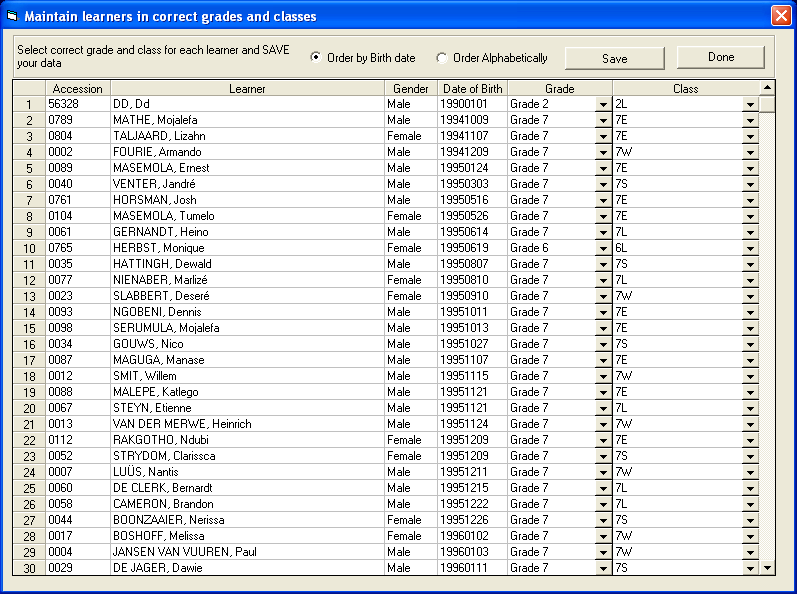 Maintain learners in correct grades and classes
Select correct grade and class for each learner and SAVE
your data
Order by Birth date
Order Alphabetically
Save
Done
Accession Learner Gender Date of Birth Grade Class
1 56328 DD, Dd Male 19900101 Grade 2 2L
2 0789 MATHE, Mojalefa Male 19941009 Grade 7 7E
3 0804 TALJAARD, Lizahn Female 19941107 Grade 7 7E
4 0002 FOURIE, Armando Male 19941209 Grade 7 7W
5 0089 MASEMOLA, Ernest Male 19950124 Grade 7 7E
6 0040 VENTER, Jandré Male 19950303 Grade 7 7S
7 0761 HORSMAN, Josh Male 19950516 Grade 7 7E
8 0104 MASEMOLA, Tumelo Female 19950526 Grade 7 7E
9 0061 GERNANDT, Heino Male 19950614 Grade 7 7L
10 0765 HERBST, Monique Female 19950619 Grade 6 6L
11 0035 HATTINGH, Dewald Male 19950807 Grade 7 7S
12 0077 NIENABER, Marlizé Female 19950810 Grade 7 7L
13 0023 SLABBERT, Deseré Female 19950910 Grade 7 7W
14 0093 NGOBENI, Dennis Male 19951011 Grade 7 7E
15 0098 SERUMULA, Mojalefa Male 19951013 Grade 7 7E
16 0034 GOUWS, Nico Male 19951027 Grade 7 7S
17 0087 MAGUGA, Manase Male 19951107 Grade 7 7E
18 0012 SMIT, Willem Male 19951115 Grade 7 7W
19 0088 MALEPE, Katlego Male 19951121 Grade 7 7E
20 0067 STEYN, Etienne Male 19951121 Grade 7 7L
21 0013 VAN DER MERWE, Heinrich Male 19951124 Grade 7 7W
22 0112 RAKGOTHO, Ndubi Female 19951209 Grade 7 7E
23 0052 STRYDOM, Clarissca Female 19951209 Grade 7 7S
24 0007 LUÜS, Nantis Male 19951211 Grade 7 7W
25 0060 DE CLERK, Bernardt Male 19951215 Grade 7 7L
26 0058 CAMERON, Brandon Male 19951222 Grade 7 7L
27 0044 BOONZAAIER, Nerissa Female 19951226 Grade 7 7S
28 0017 BOSHOFF, Melissa Female 19960102 Grade 7 7W
29 0004 JANSEN VAN VUUREN, Paul Male 19960103 Grade 7 7W
30 0029 DE JAGER, Dawie Male 19960111 Grade 7 7S